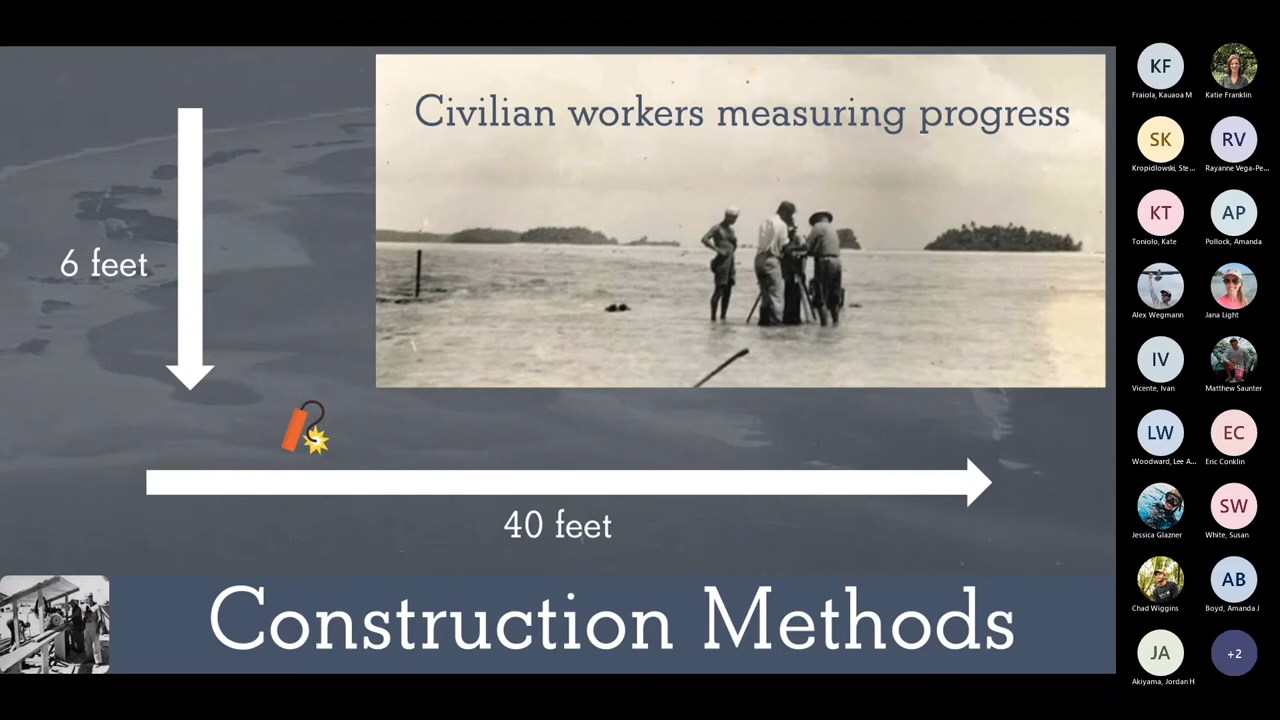 Civilian workers measuring progress
6 feet
40 feet
Construction Methods
KF
Fraiola, Kauaoa M
Katie Franklin
SK
Kropidlowski, Ste...
RV
Rayanne Vega-Pe...
KT
Toniolo, Kate
AP
Pollock, Amanda
Alex Wegmann
Jana Light
IV
Vicente, Ivan
Matthew Saunter
LW
Woodward, Lee A...
EC
Eric Conklin
Jessica Glazner
SW
White, Susan
Chad Wiggins
AB
Boyd, Amanda J
JA
Akiyama, Jordan H
+2